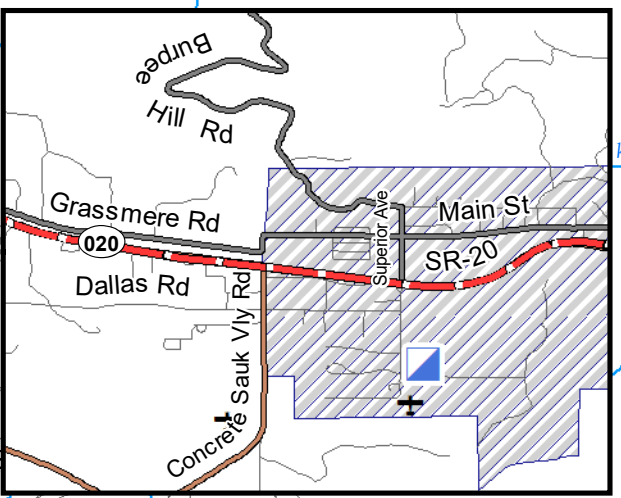 Burpee
Hill Rd
Grassmere Rd
020
Dallas Rd
Superior Ave
Main St
SR-20
Concrete Sauk Vly Rd